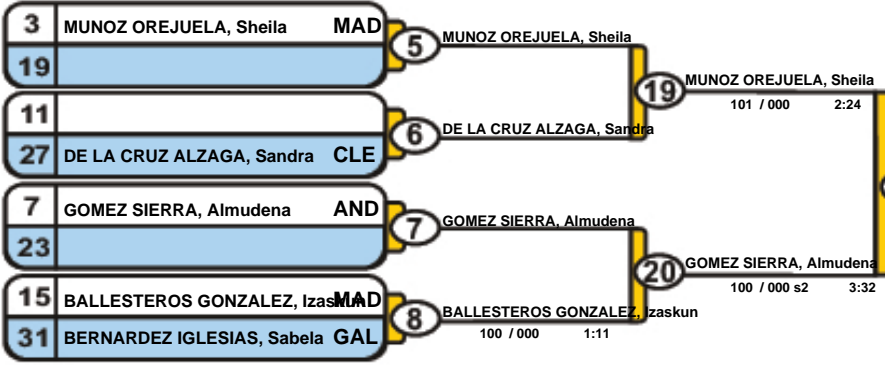 3 MUNOZ OREJUELA, Sheila MAD
19
5 MUNOZ OREJUELA, Sheila
11
27 DE LA CRUZ ALZAGA, Sandra CLE
6 DE LA CRUZ ALZAGA, Sandra
19 MUNOZ OREJUELA, Sheila
101 / 000 2:24
7 GOMEZ SIERRA, Almudena AND
23
7 GOMEZ SIERRA, Almudena
15 BALLESTEROS GONZALEZ, Izaskun MAD
31 BERNARDEZ IGLESIAS, Sabela GAL
8 BALLESTEROS GONZALEZ, Izaskun
100 / 000 1:11
20 GOMEZ SIERRA, Almudena
100 / 000 s2 3:32